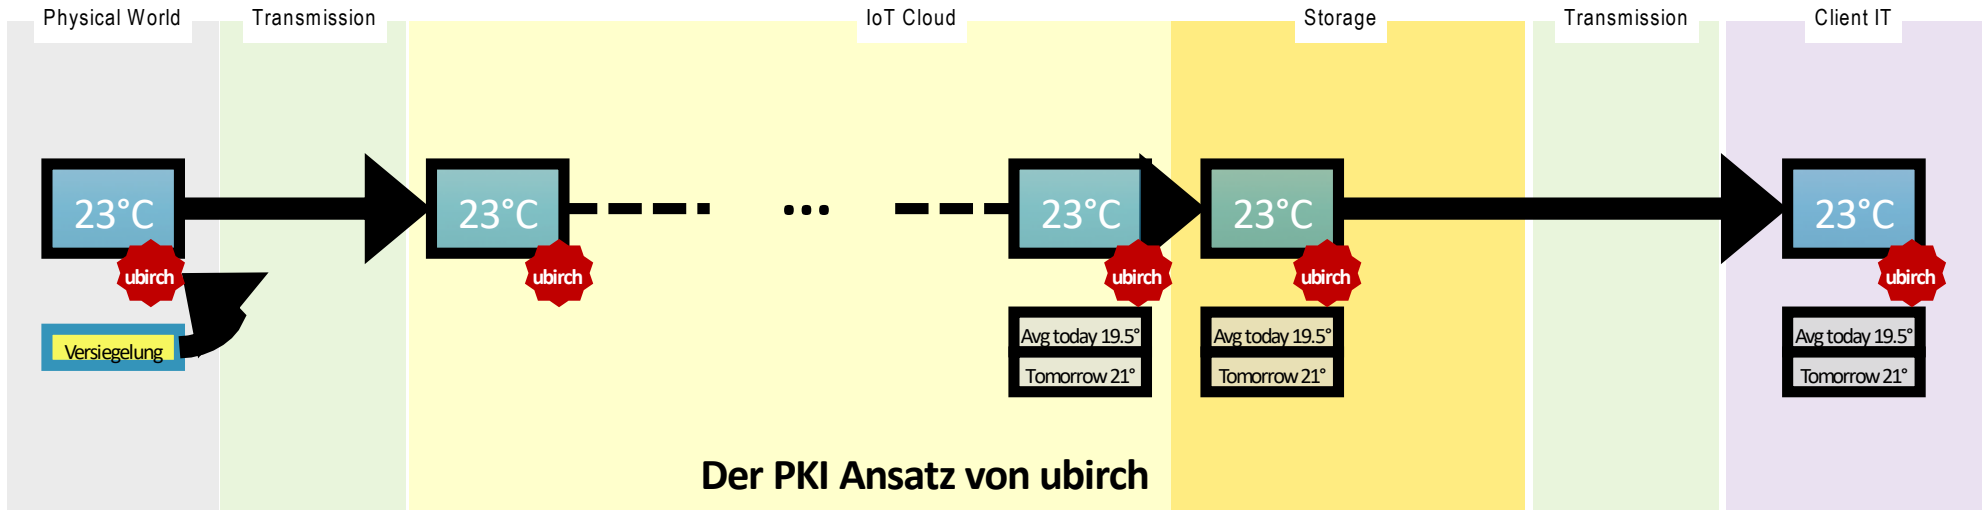 Physical World
Transmission
IoT Cloud
Storage
Transmission
Client IT
23°C
23°C
...
23°C
23°C
23°C
ubirch
ubirch
ubirch
ubirch
ubirch
Versiegelung
Avg today 19.5°
Avg today 19.5°
Avg today 19.5°
Tomorrow 21°
Tomorrow 21°
Tomorrow 21°
Der PKI Ansatz von ubirch